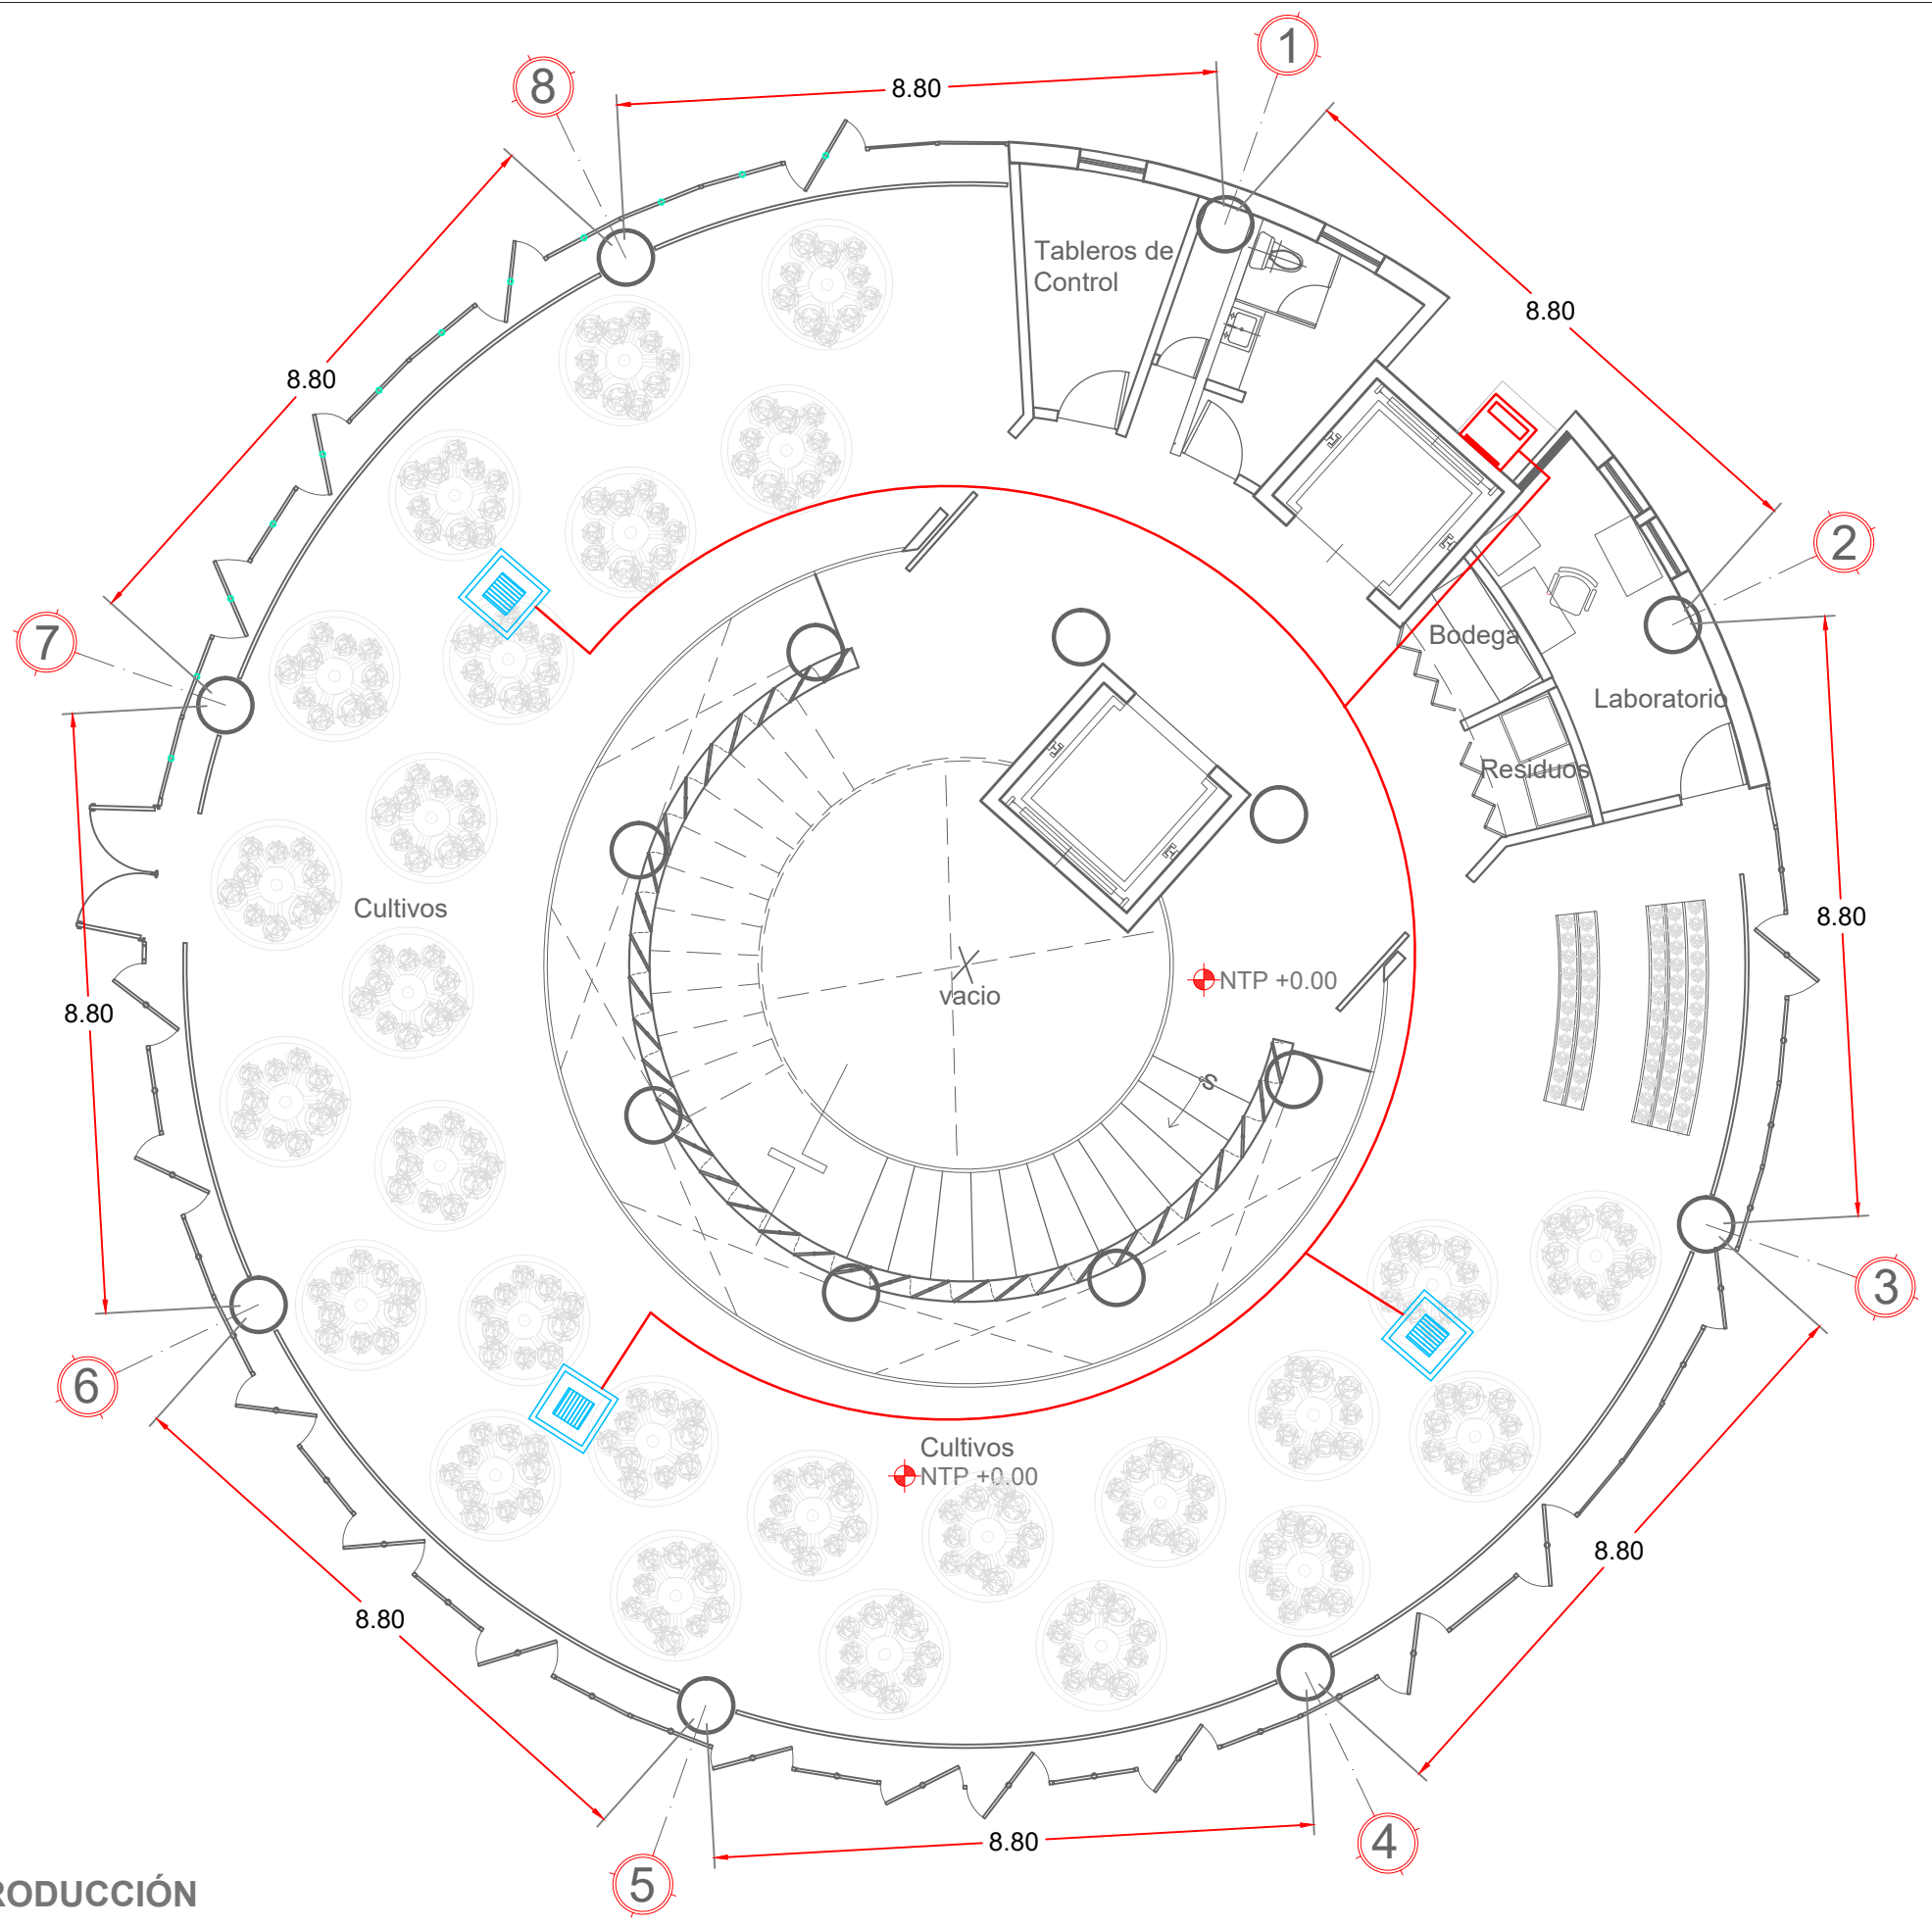 1
8
8.80
Tableros de
Control
8.80
8.80
2
7
Bodega
Laboratorio
Residuos
Cultivos
8.80
NTP +0.00
vacio
8.80
S
3
6
Cultivos
NTP +0.00
8.80
8.80
8.80
4
5
RODUCCIÓN